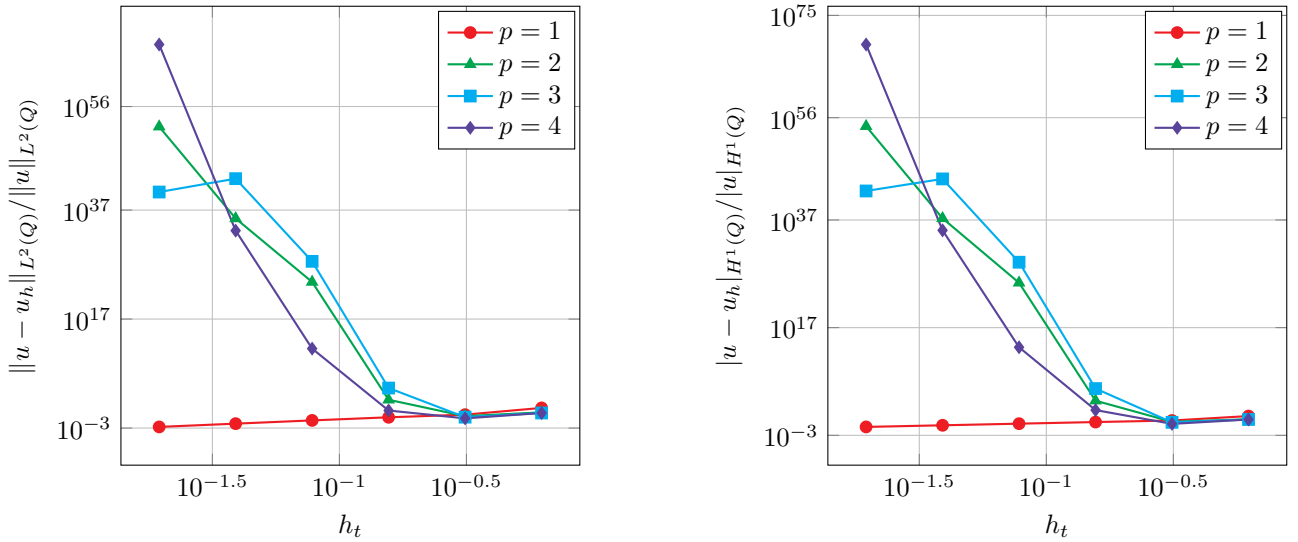 10^{56}
10^{37}
10^{17}
10^{−3}
∥u − u_h∥_{L^2(Q)}/∥u∥_{L^2(Q)}
p = 1
p = 2
p = 3
p = 4
10^{−1.5} 10^{−1} 10^{−0.5}
h_t
10^{75}
10^{56}
10^{37}
10^{17}
10^{−3}
|u − u_h|_{H^1(Q)}/|u|_{H^1(Q)}
p = 1
p = 2
p = 3
p = 4
10^{−1.5} 10^{−1} 10^{−0.5}
h_t